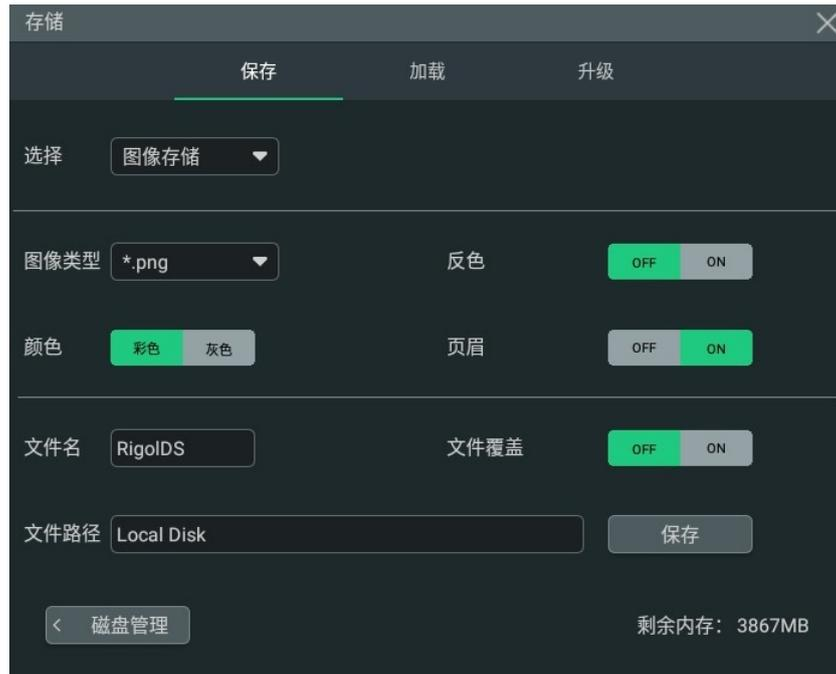 存储
保存 加载 升级
选择 图像存储
图像类型 *.png 反色 OFF ON
颜色 彩色 灰色 页眉 OFF ON
文件名 RigolDS 文件覆盖 OFF ON
文件路径 Local Disk 保存
< 磁盘管理 剩余内存： 3867MB